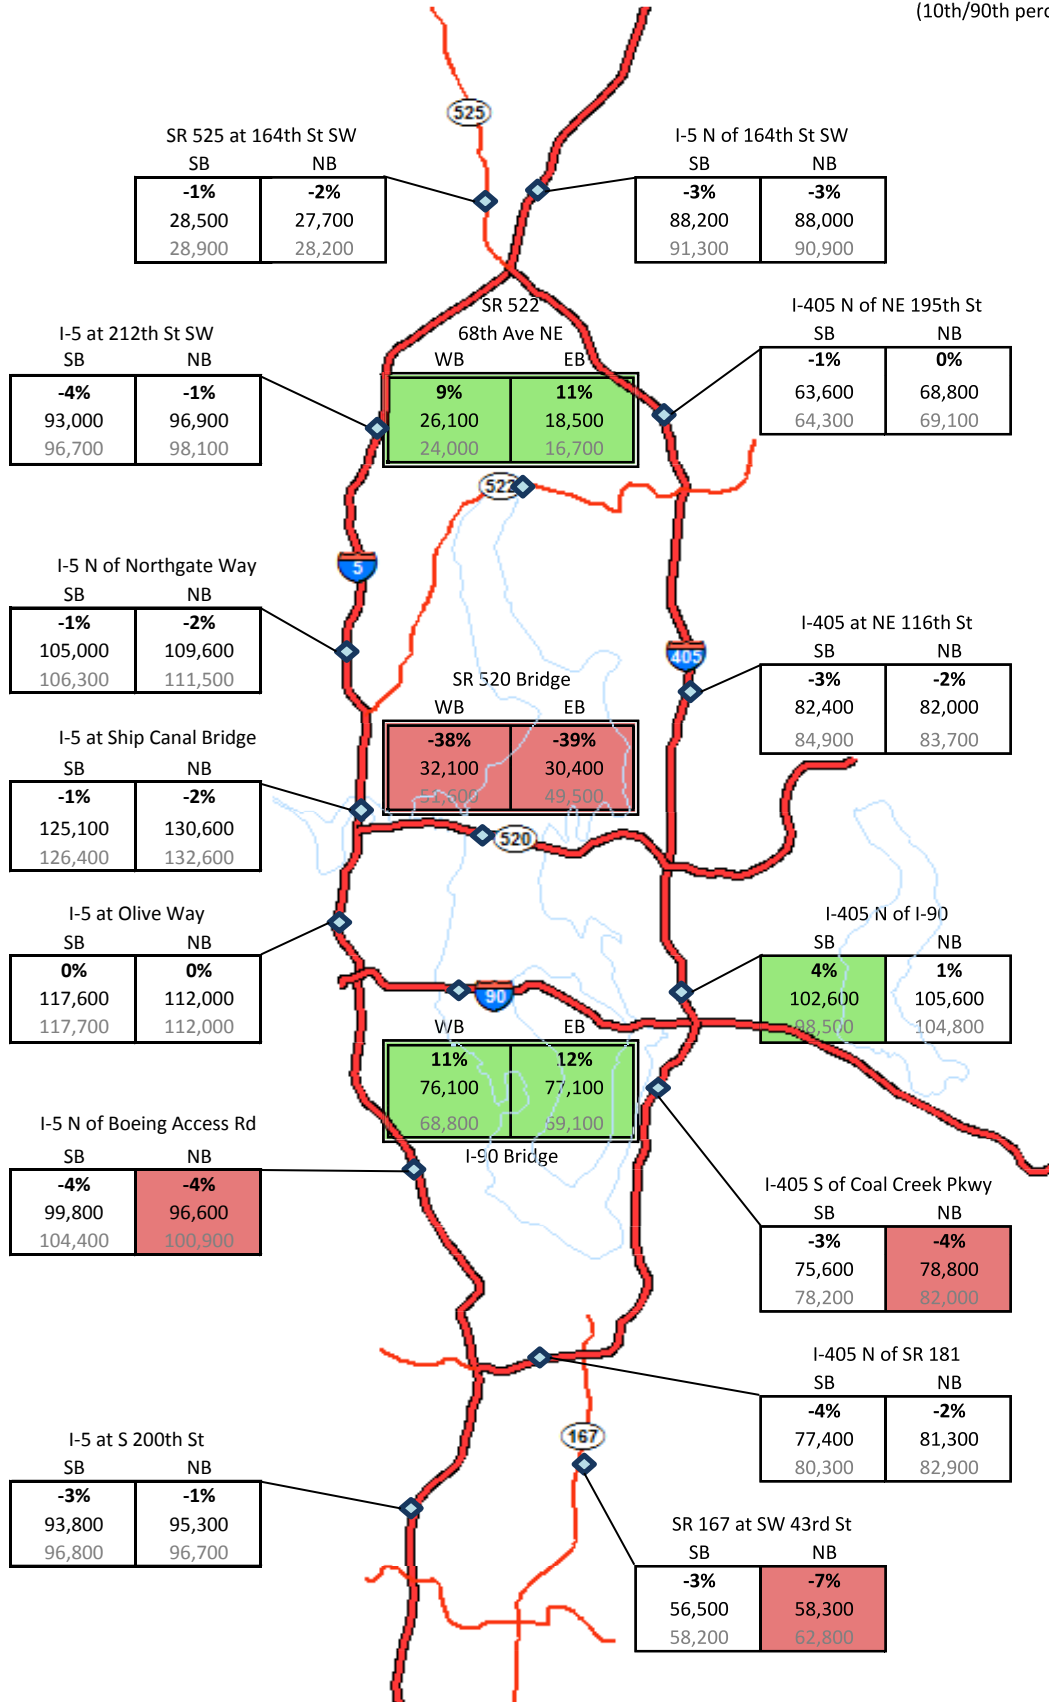 (10th/90th perc
525
SR 525 at 164th St SW
SB NB
-1% -2%
28,500 27,700
28,900 28,200
I-5 N of 164th St SW
SB NB
-3% -3%
88,200 88,000
91,300 90,900
I-5 at 212th St SW
SB NB
-4% -1%
93,000 96,900
96,700 98,100
SR 522
68th Ave NE
WB EB
9% 11%
26,100 18,500
24,000 16,700
I-405 N of NE 195th St
SB NB
-1% 0%
63,600 68,800
64,300 69,100
522
5
I-5 N of Northgate Way
SB NB
-1% -2%
105,000 109,600
106,300 111,500
405
I-405 at NE 116th St
SB NB
-3% -2%
82,400 82,000
84,900 83,700
SR 520 Bridge
WB EB
-38% -39%
32,100 30,400
51,600 49,500
I-5 at Ship Canal Bridge
SB NB
-1% -2%
125,100 130,600
126,400 132,600
520
I-5 at Olive Way
SB NB
0% 0%
117,600 112,000
117,700 112,000
I-405 N of I-90
SB NB
4% 1%
102,600 105,600
98,500 104,800
90
WB EB
11% 12%
76,100 77,100
68,800 69,100
I-90 Bridge
I-5 N of Boeing Access Rd
SB NB
-4% -4%
99,800 96,600
104,400 100,900
I-405 S of Coal Creek Pkwy
SB NB
-3% -4%
75,600 78,800
78,200 82,000
I-405 N of SR 181
SB NB
-4% -2%
77,400 81,300
80,300 82,900
167
I-5 at S 200th St
SB NB
-3% -1%
93,800 95,300
96,800 96,700
SR 167 at SW 43rd St
SB NB
-3% -7%
56,500 58,300
58,200 62,800